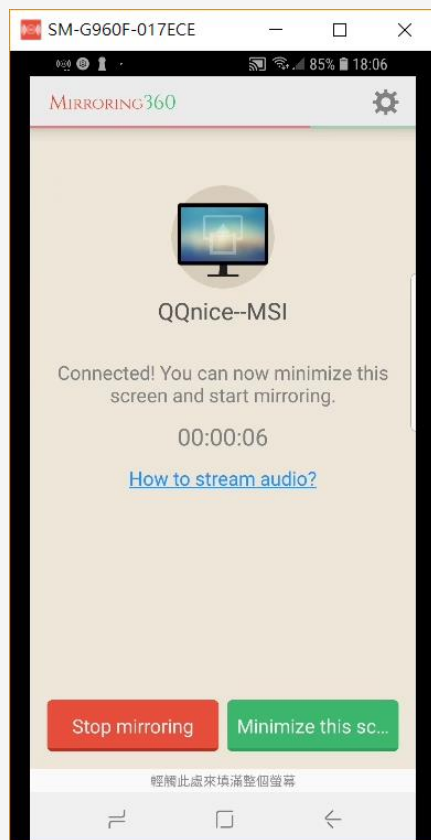 SM-G960F-017ECE
85% 18:06
MIRRORING360
QQnice--MSI
Connected! You can now minimize this
screen and start mirroring.
00:00:06
How to stream audio?
Stop mirroring
Minimize this sc...
輕觸此處來填滿整個螢幕